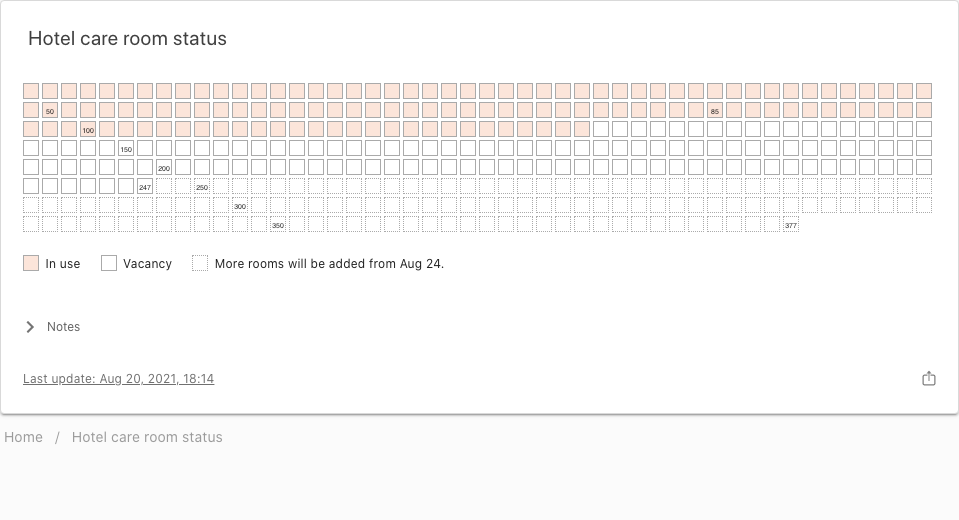 Hotel care room status
50
85
100
150
200
247
250
300
350
377
In use
Vacancy
More rooms will be added from Aug 24.
Notes
Last update: Aug 20, 2021, 18:14
Home / Hotel care room status